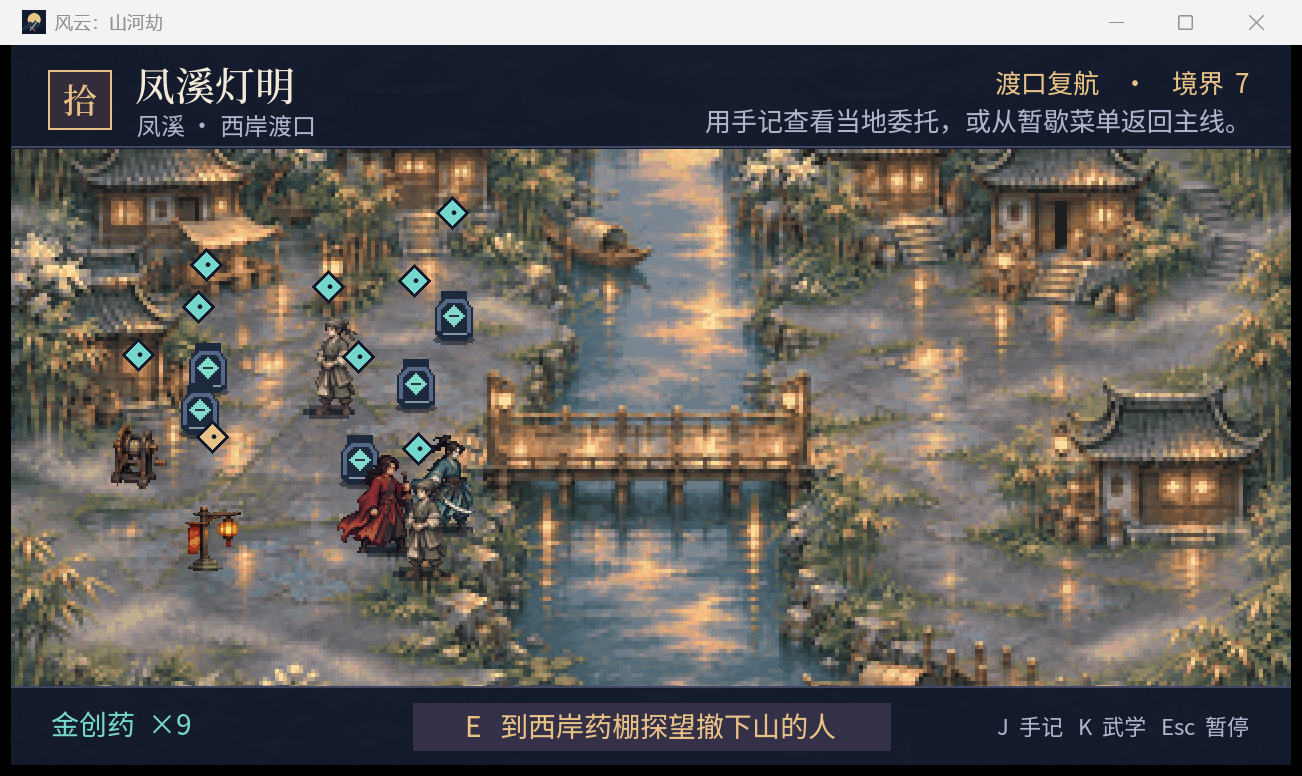 风云：山河劫
拾
凤溪灯明
凤溪 · 西岸渡口
渡口复航 · 境界 7
用手记查看当地委托，或从暂歇菜单返回主线。
金创药 ×9
E 到西岸药棚探望撤下山的人
J 手记 K 武学 Esc 暂停